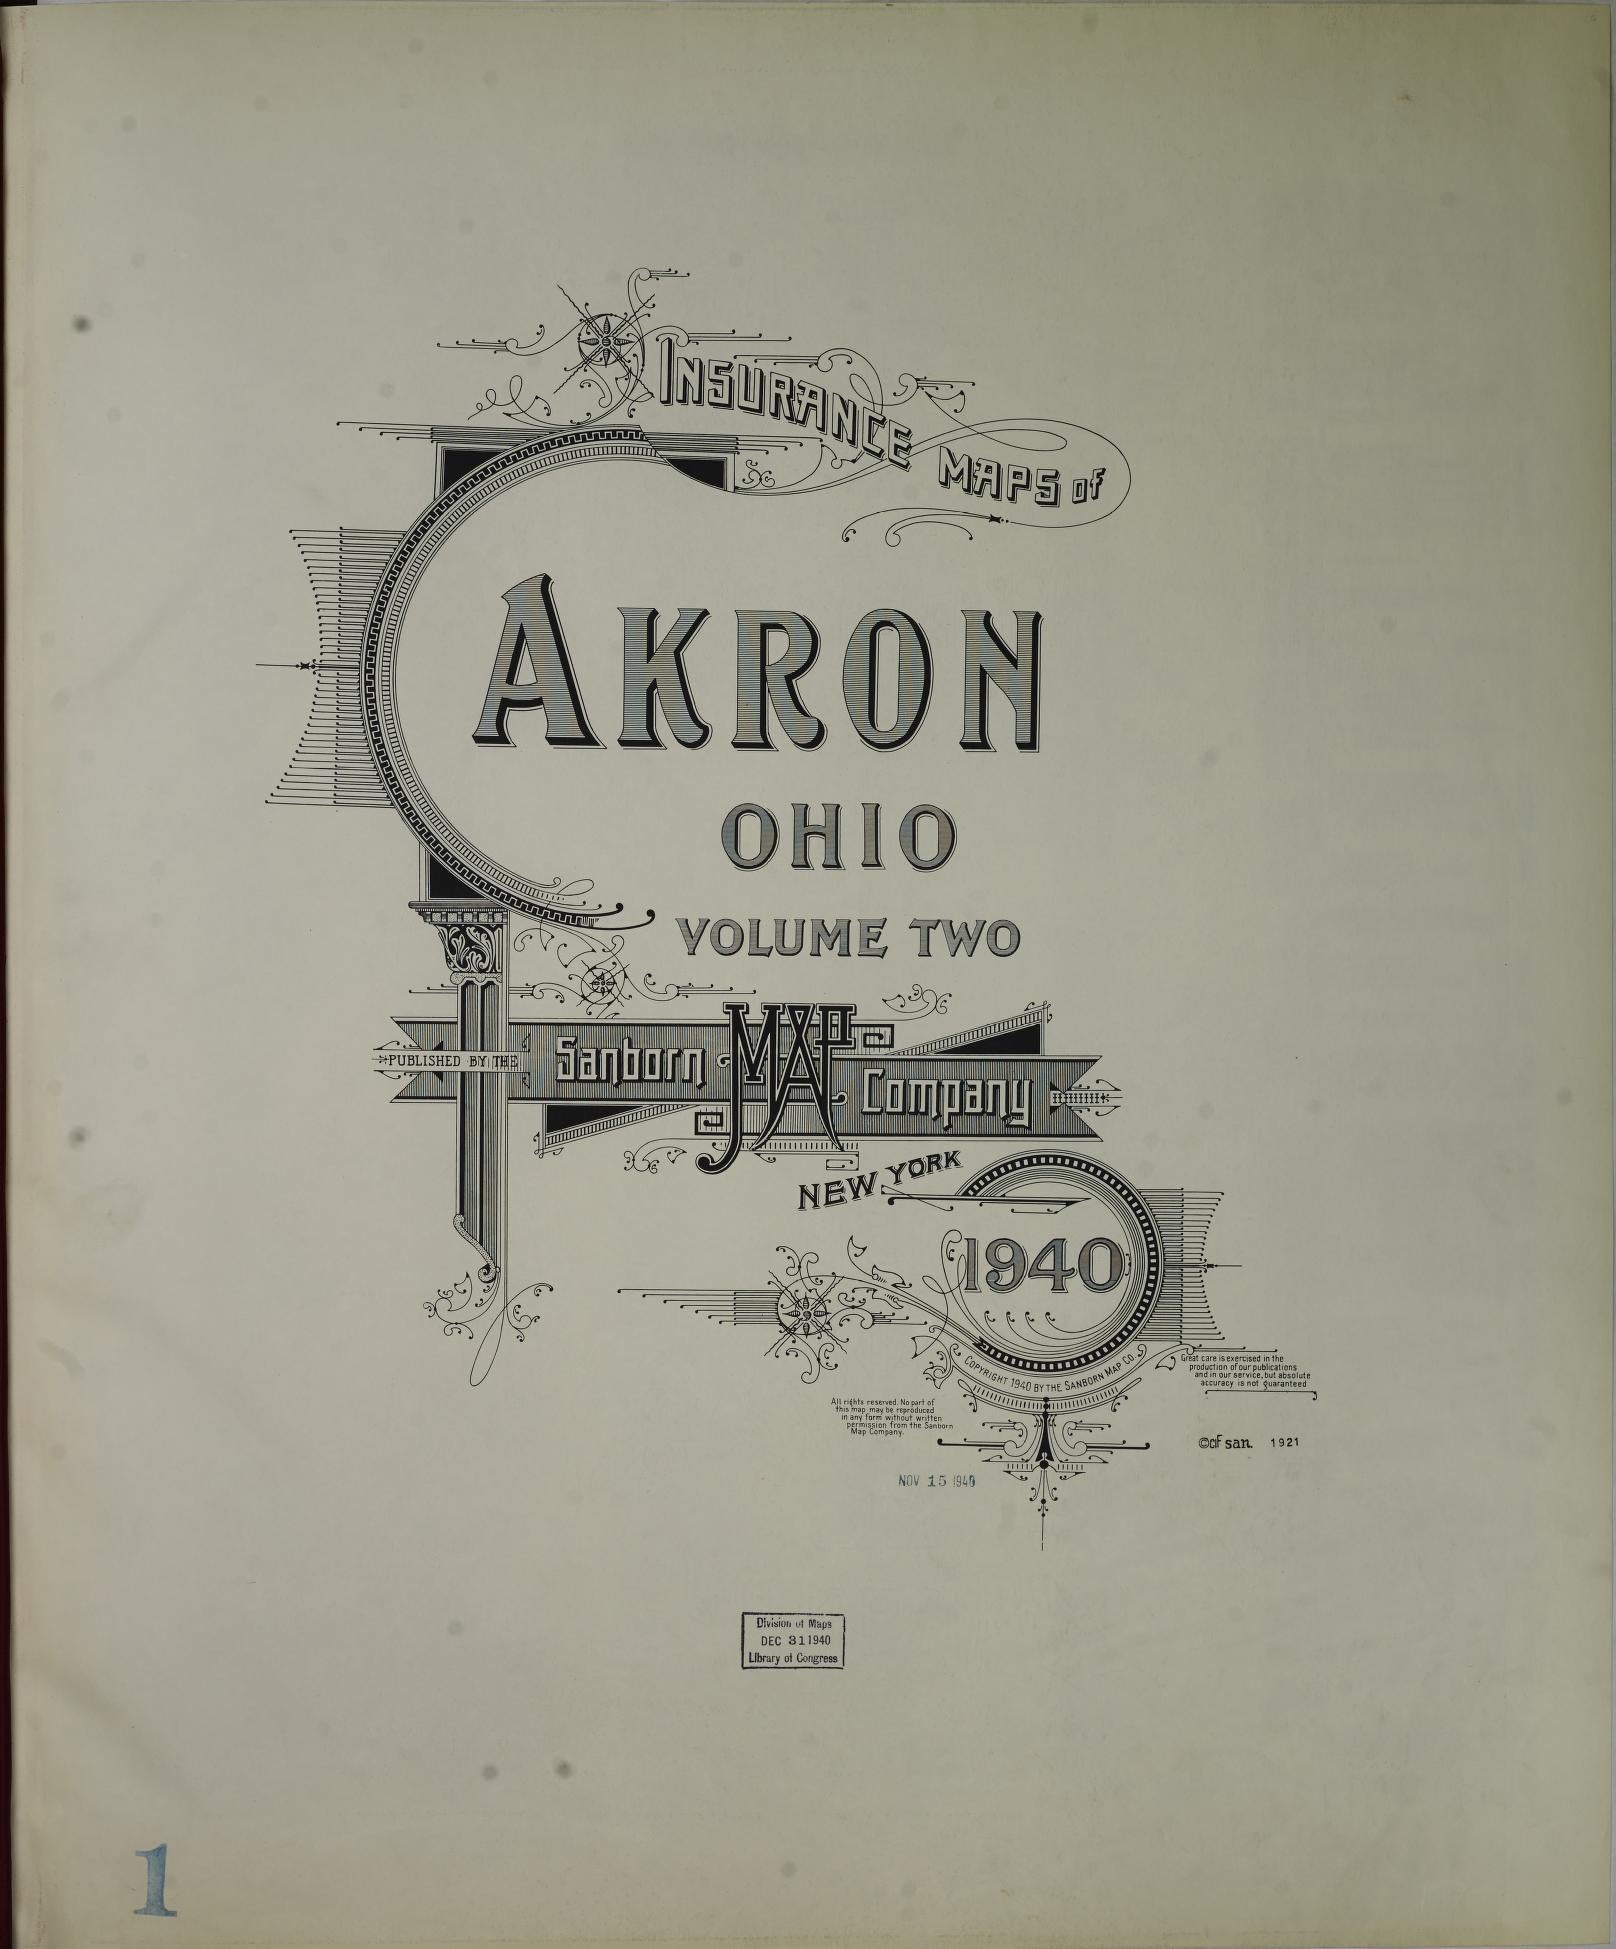 INSURANCE MAPS OF
AKRON
OHIO
VOLUME TWO
PUBLISHED BY THE
Sanborn MAP Company
NEW YORK
1940
COPYRIGHT 1940 BY THE SANBORN MAP CO.
Great care is exercised in the
production of our publications
and in our service, but absolute
accuracy is not guaranteed
All rights reserved. No part of
this map may be reproduced
in any form without written
permission from the Sanborn
Map Company.
san. 1921
NOV 15 1940
Division of Maps
DEC 31 1940
Library of Congress
1